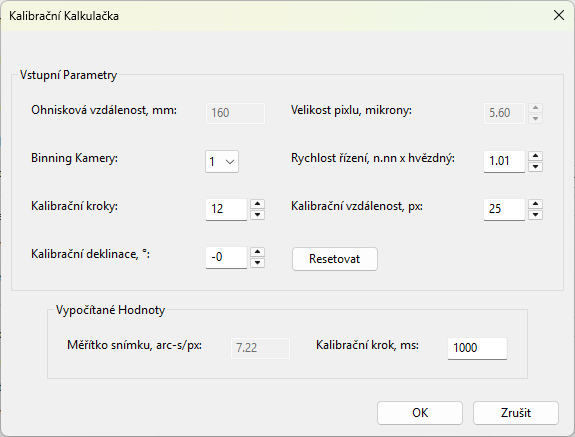 Kalibrační Kalkulačka
Vstupní Parametry
Ohnisková vzdálenost, mm: 160 Velikost pixlu, mikrony: 5.60
Binning Kamery: 1 Rychlost řízení, n.nn x hvězdný: 1.01
Kalibrační kroky: 12 Kalibrační vzdálenost, px: 25
Kalibrační deklinace, °: -0 Resetovat
Vypočítané Hodnoty
Měřítko snímku, arc-s/px: 7.22 Kalibrační krok, ms: 1000
OK Zrušit